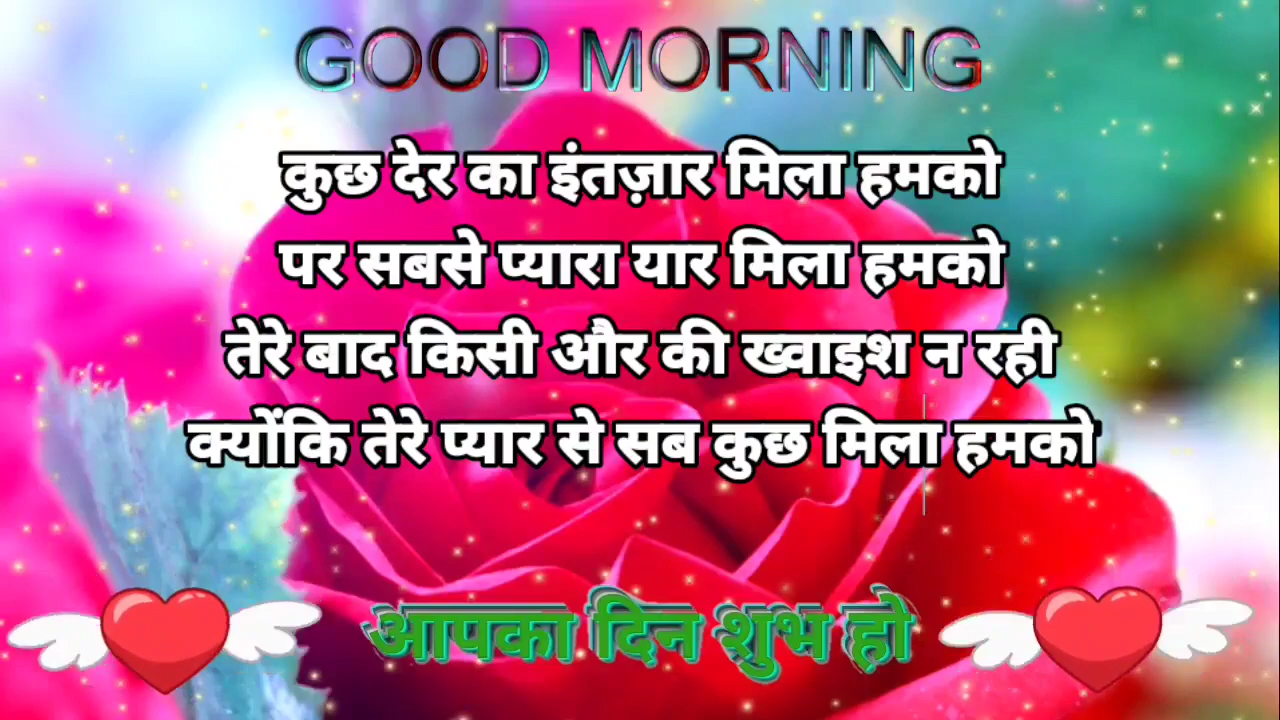 GOOD MORNING
कुछ देर का इंतज़ार मिला हमको
पर सबसे प्यारा यार मिला हमको
तेरे बाद किसी और की ख्वाइश न रही
क्योंकि तेरे प्यार से सब कुछ मिला हमको
आपका दिन शुभ हो